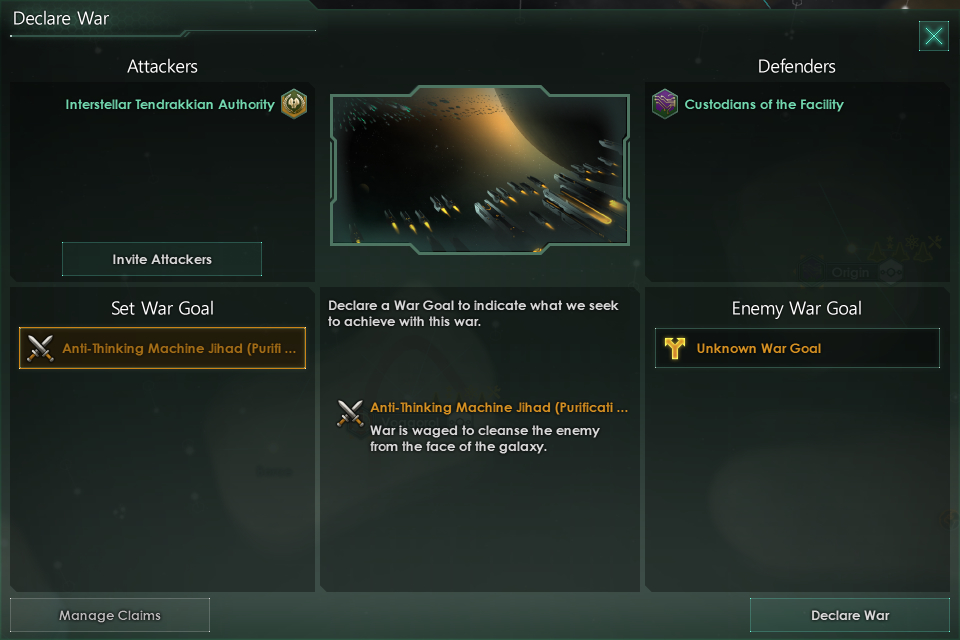 Declare War
Attackers
Defenders
Interstellar Tendrakkian Authority
Custodians of the Facility
Invite Attackers
Origin
Set War Goal
Anti-Thinking Machine Jihad (Purifi ...
Declare a War Goal to indicate what we seek
to achieve with this war.
Anti-Thinking Machine Jihad (Purificati ...
War is waged to cleanse the enemy
from the face of the galaxy.
Enemy War Goal
Unknown War Goal
Manage Claims
Declare War